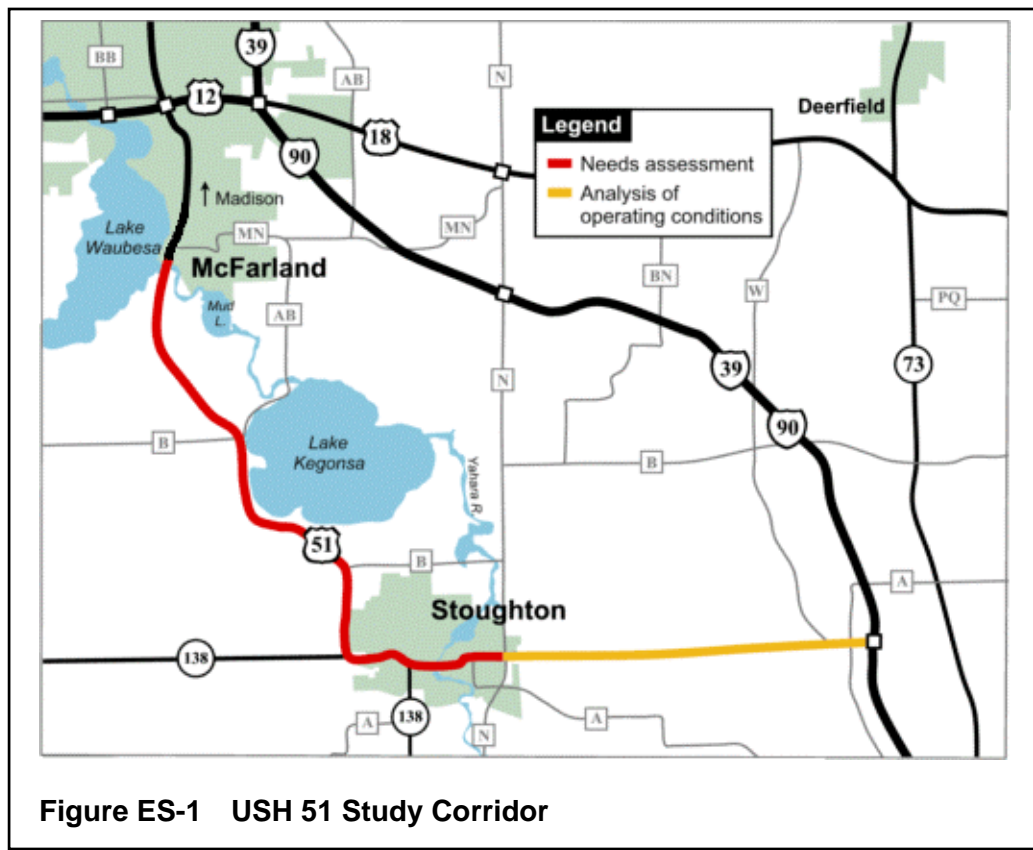 39
BB
AB
N
12
18
90
Deerfield
Legend
Needs assessment
Analysis of
operating conditions
↑ Madison
Lake
Waubesa
MN
MN
McFarland
BN
W
PQ
Mud
L.
AB
39
73
N
90
B
Lake
Kegonsa
Yahara R.
B
51
B
A
Stoughton
138
A
138
N
A
Figure ES-1 USH 51 Study Corridor